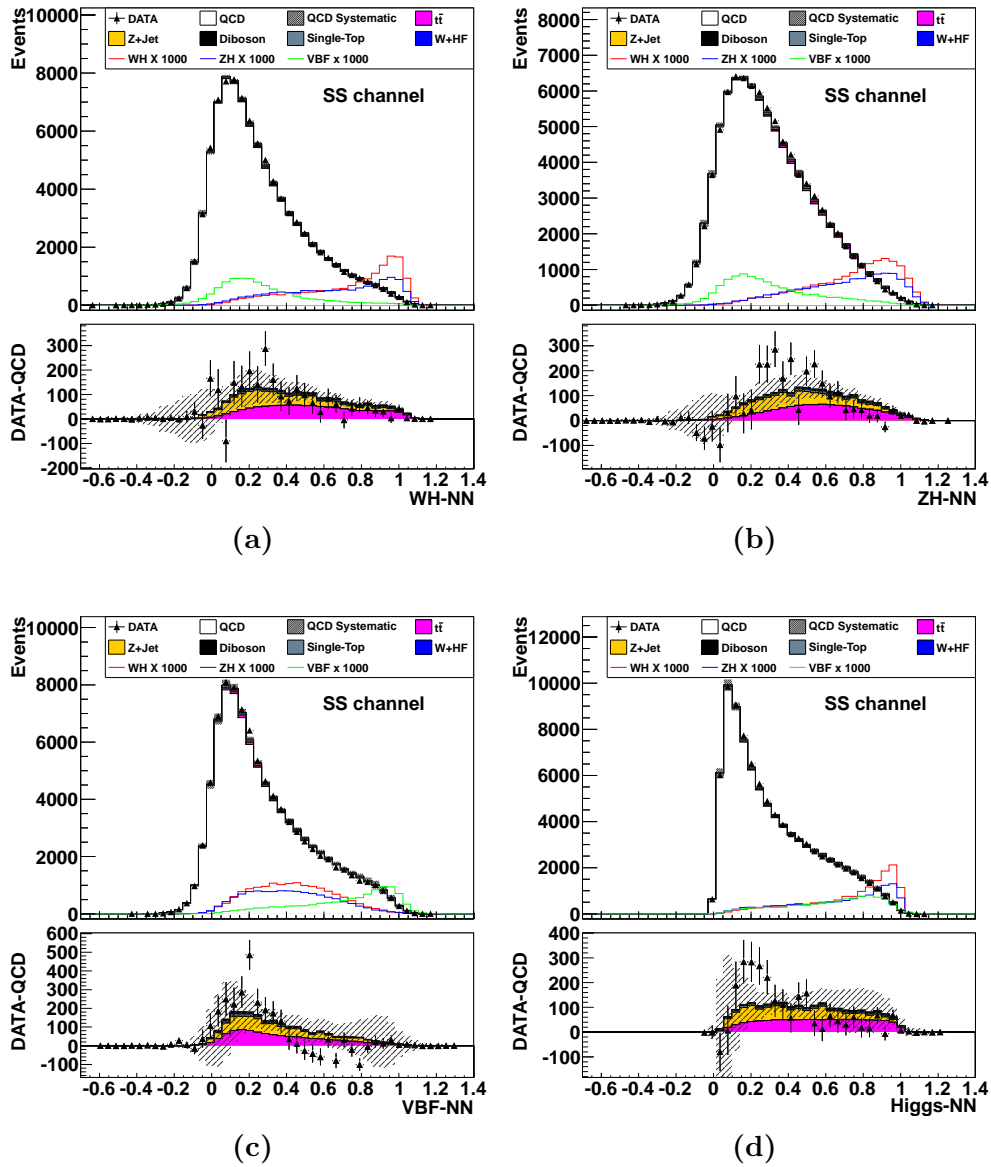 Events
10000
8000
6000
4000
2000
0
DATA QCD QCD Systematic tt̄
Z+Jet Diboson Single-Top W+HF
WH X 1000 ZH X 1000 VBF x 1000
SS channel
DATA-QCD
300
200
100
0
-100
-200
-0.6 -0.4 -0.2 0 0.2 0.4 0.6 0.8 1 1.2 1.4
WH-NN
(a)
Events
8000
7000
6000
5000
4000
3000
2000
1000
0
DATA QCD QCD Systematic tt̄
Z+Jet Diboson Single-Top W+HF
WH X 1000 ZH X 1000 VBF x 1000
SS channel
DATA-QCD
300
200
100
0
-100
-0.6 -0.4 -0.2 0 0.2 0.4 0.6 0.8 1 1.2 1.4
ZH-NN
(b)
Events
10000
8000
6000
4000
2000
0
DATA QCD QCD Systematic tt̄
Z+Jet Diboson Single-Top W+HF
WH X 1000 ZH X 1000 VBF x 1000
SS channel
DATA-QCD
600
500
400
300
200
100
0
-100
-0.6 -0.4 -0.2 0 0.2 0.4 0.6 0.8 1 1.2 1.4
VBF-NN
(c)
Events
12000
10000
8000
6000
4000
2000
0
DATA QCD QCD Systematic tt̄
Z+Jet Diboson Single-Top W+HF
WH X 1000 ZH X 1000 VBF x 1000
SS channel
DATA-QCD
400
300
200
100
0
-100
-0.6 -0.4 -0.2 0 0.2 0.4 0.6 0.8 1 1.2 1.4
Higgs-NN
(d)